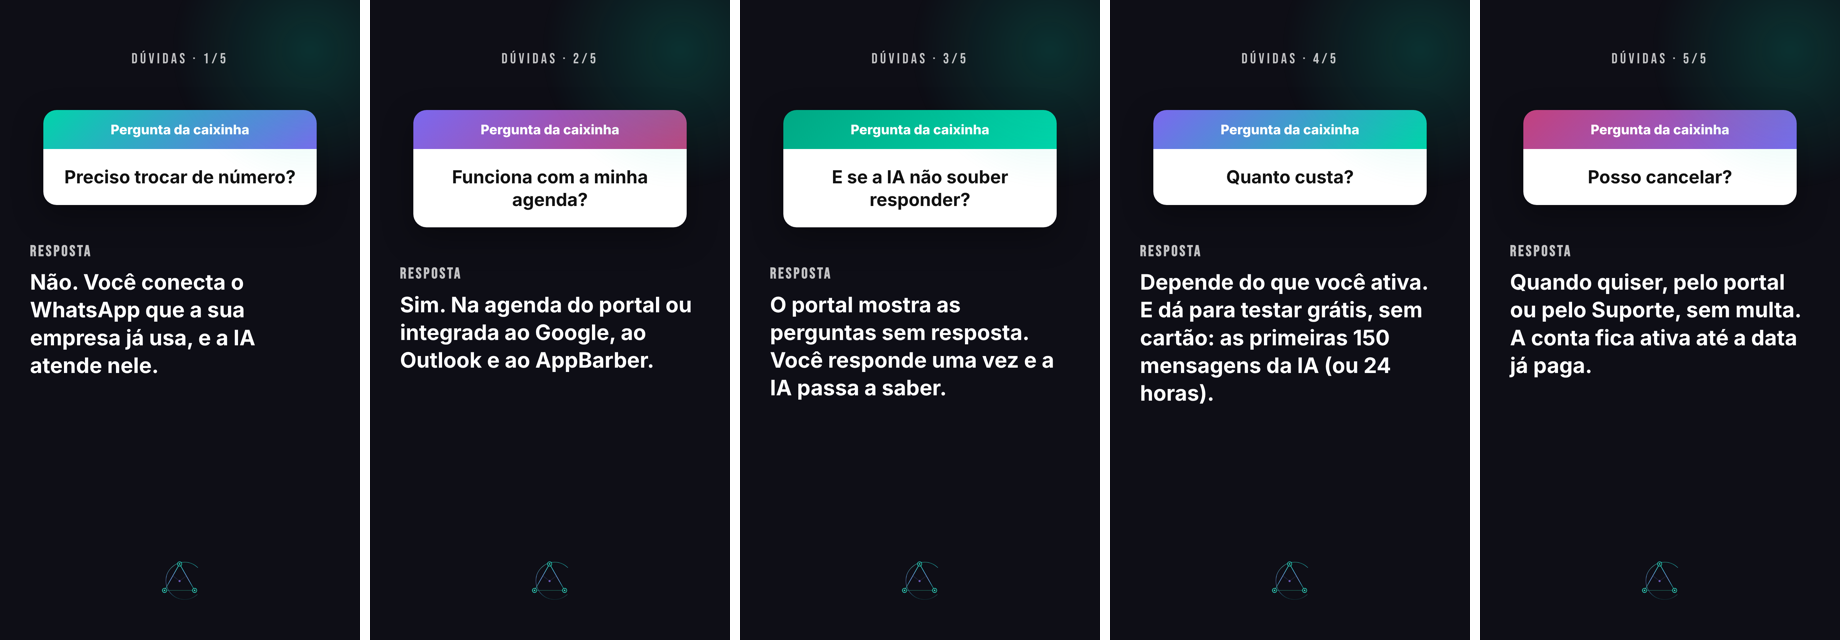 DÚVIDAS · 1/5
Pergunta da caixinha
Preciso trocar de número?
RESPOSTA
Não. Você conecta o
WhatsApp que a sua
empresa já usa, e a IA
atende nele.
DÚVIDAS · 2/5
Pergunta da caixinha
Funciona com a minha
agenda?
RESPOSTA
Sim. Na agenda do portal ou
integrada ao Google, ao
Outlook e ao AppBarber.
DÚVIDAS · 3/5
Pergunta da caixinha
E se a IA não souber
responder?
RESPOSTA
O portal mostra as
perguntas sem resposta.
Você responde uma vez e a
IA passa a saber.
DÚVIDAS · 4/5
Pergunta da caixinha
Quanto custa?
RESPOSTA
Depende do que você ativa.
E dá para testar grátis, sem
cartão: as primeiras 150
mensagens da IA (ou 24
horas).
DÚVIDAS · 5/5
Pergunta da caixinha
Posso cancelar?
RESPOSTA
Quando quiser, pelo portal
ou pelo Suporte, sem multa.
A conta fica ativa até a data
já paga.